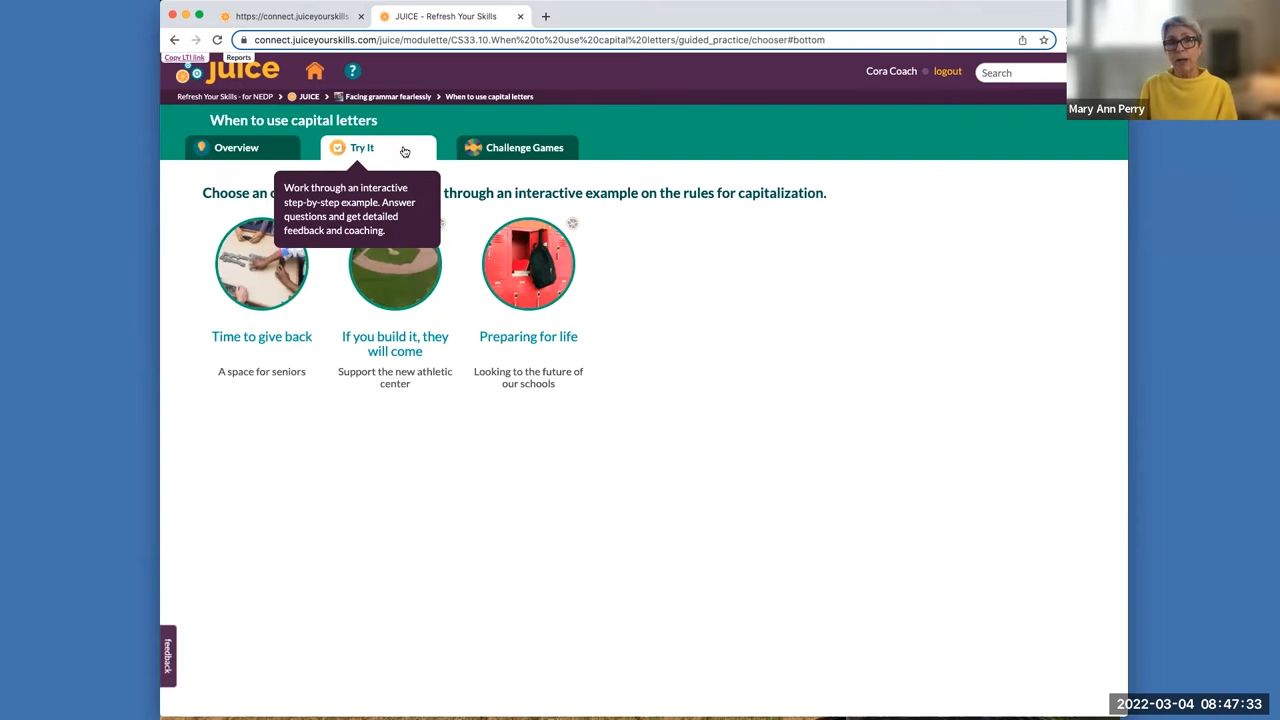 https://connect.juiceyourskills
JUICE - Refresh Your Skills
connect.juiceyourskills.com/juice/modulette/CS33.10.When%20to%20use%20capital%20letters/guided_practice/chooser#bottom
Copy LTI link
Reports
juice
?
Cora Coach
logout
Search
Refresh Your Skills - for NEDP > JUICE > Facing grammar fearlessly > When to use capital letters
Mary Ann Perry
When to use capital letters
Overview
Try It
Challenge Games
Choose an through an interactive example on the rules for capitalization.
Work through an interactive
step-by-step example. Answer
questions and get detailed
feedback and coaching.
Time to give back
A space for seniors
If you build it, they
will come
Support the new athletic
center
Preparing for life
Looking to the future of
our schools
feedback
2022-03-04 08:47:33